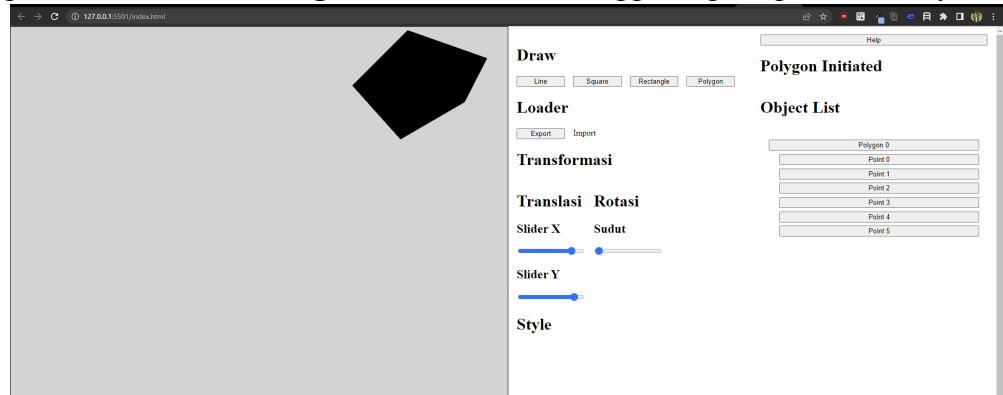 127.0.0.1:5501/index.html
Draw
Line Square Rectangle Polygon
Loader
Export Import
Transformasi
Translasi Rotasi
Slider X Sudut
Slider Y
Style
Help
Polygon Initiated
Object List
Polygon 0
Point 0
Point 1
Point 2
Point 3
Point 4
Point 5